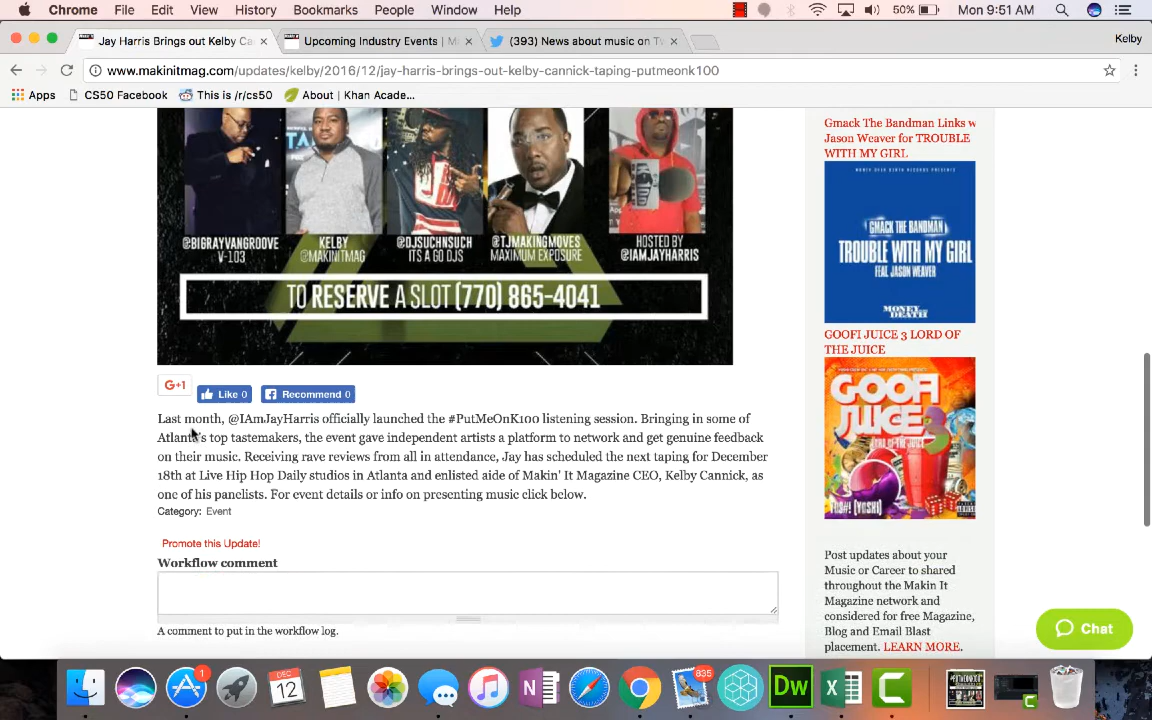 Chrome File Edit View History Bookmarks People Window Help 50% Mon 9:51 AM
Jay Harris Brings out Kelby Ca Upcoming Industry Events | M (393) News about music on Tw Kelby
www.makinitmag.com/updates/kelby/2016/12/jay-harris-brings-out-kelby-cannick-taping-putmeonk100
Apps CS50 Facebook This is /r/cs50 About | Khan Acade...
@BIGRAYVANGROOVE
V-103
KELBY
@MAKINITMAG
@DJSUCHNSUCH
ITS A GO DJS
@TJMAKINGMOVES
MAXIMUM EXPOSURE
HOSTED BY
@IAMJAYHARRIS
TO RESERVE A SLOT (770) 865-4041
G+1 Like 0 Recommend 0
Last month, @IAmJayHarris officially launched the #PutMeOnK100 listening session. Bringing in some of
Atlanta's top tastemakers, the event gave independent artists a platform to network and get genuine feedback
on their music. Receiving rave reviews from all in attendance, Jay has scheduled the next taping for December
18th at Live Hip Hop Daily studios in Atlanta and enlisted aide of Makin' It Magazine CEO, Kelby Cannick, as
one of his panelists. For event details or info on presenting music click below.
Category: Event
Promote this Update!
Workflow comment
A comment to put in the workflow log.
Gmack The Bandman Links w
Jason Weaver for TROUBLE
WITH MY GIRL
MONEY OVER DEATH RECORDS PRESENTS
GMACK THE BANDMAN
TROUBLE WITH MY GIRL
FEAT. JASON WEAVER
MONEY
DEATH
GOOFI JUICE 3 LORD OF
THE JUICE
GOOFI
JUICE
Post updates about your
Music or Career to shared
throughout the Makin It
Magazine network and
considered for free Magazine,
Blog and Email Blast
placement. LEARN MORE.
Chat
1
DEC
12
835
Dw